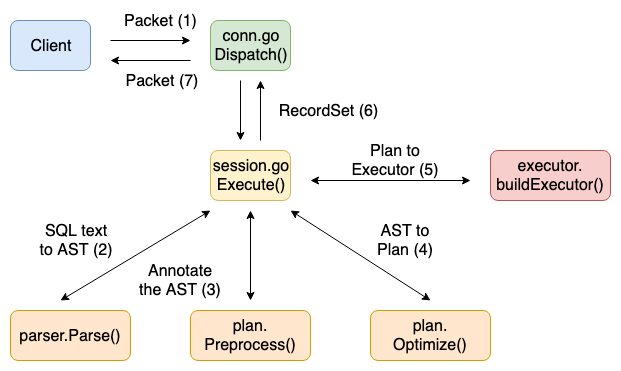 Packet (1)
Client
conn.go
Dispatch()
Packet (7)
RecordSet (6)
session.go
Execute()
Plan to
Executor (5)
executor.
buildExecutor()
SQL text
to AST (2)
Annotate
the AST (3)
AST to
Plan (4)
parser.Parse()
plan.
Preprocess()
plan.
Optimize()